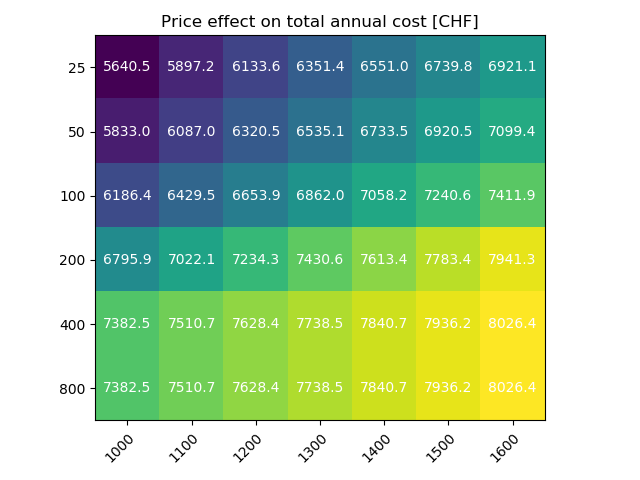 Price effect on total annual cost [CHF]
25 5640.5 5897.2 6133.6 6351.4 6551.0 6739.8 6921.1
50 5833.0 6087.0 6320.5 6535.1 6733.5 6920.5 7099.4
100 6186.4 6429.5 6653.9 6862.0 7058.2 7240.6 7411.9
200 6795.9 7022.1 7234.3 7430.6 7613.4 7783.4 7941.3
400 7382.5 7510.7 7628.4 7738.5 7840.7 7936.2 8026.4
800 7382.5 7510.7 7628.4 7738.5 7840.7 7936.2 8026.4
1000 1100 1200 1300 1400 1500 1600